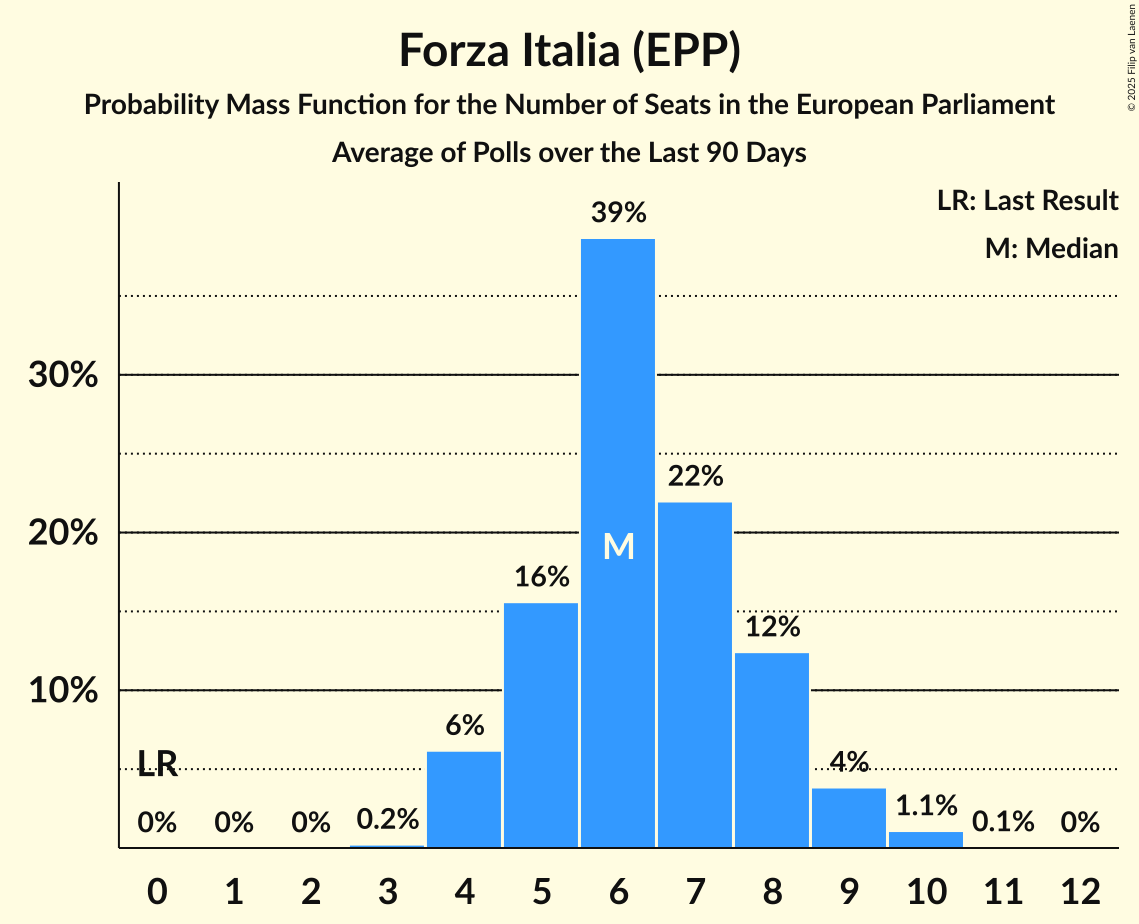 Forza Italia (EPP)
Probability Mass Function for the Number of Seats in the European Parliament
Average of Polls over the Last 90 Days
© 2025 Filip van Laenen
LR: Last Result
M: Median
39%
30%
22%
20%
M
16%
12%
10%
6%
LR
4%
0%
0%
0%
0.2%
1.1%
0.1%
0%
0 1 2 3 4 5 6 7 8 9 10 11 12